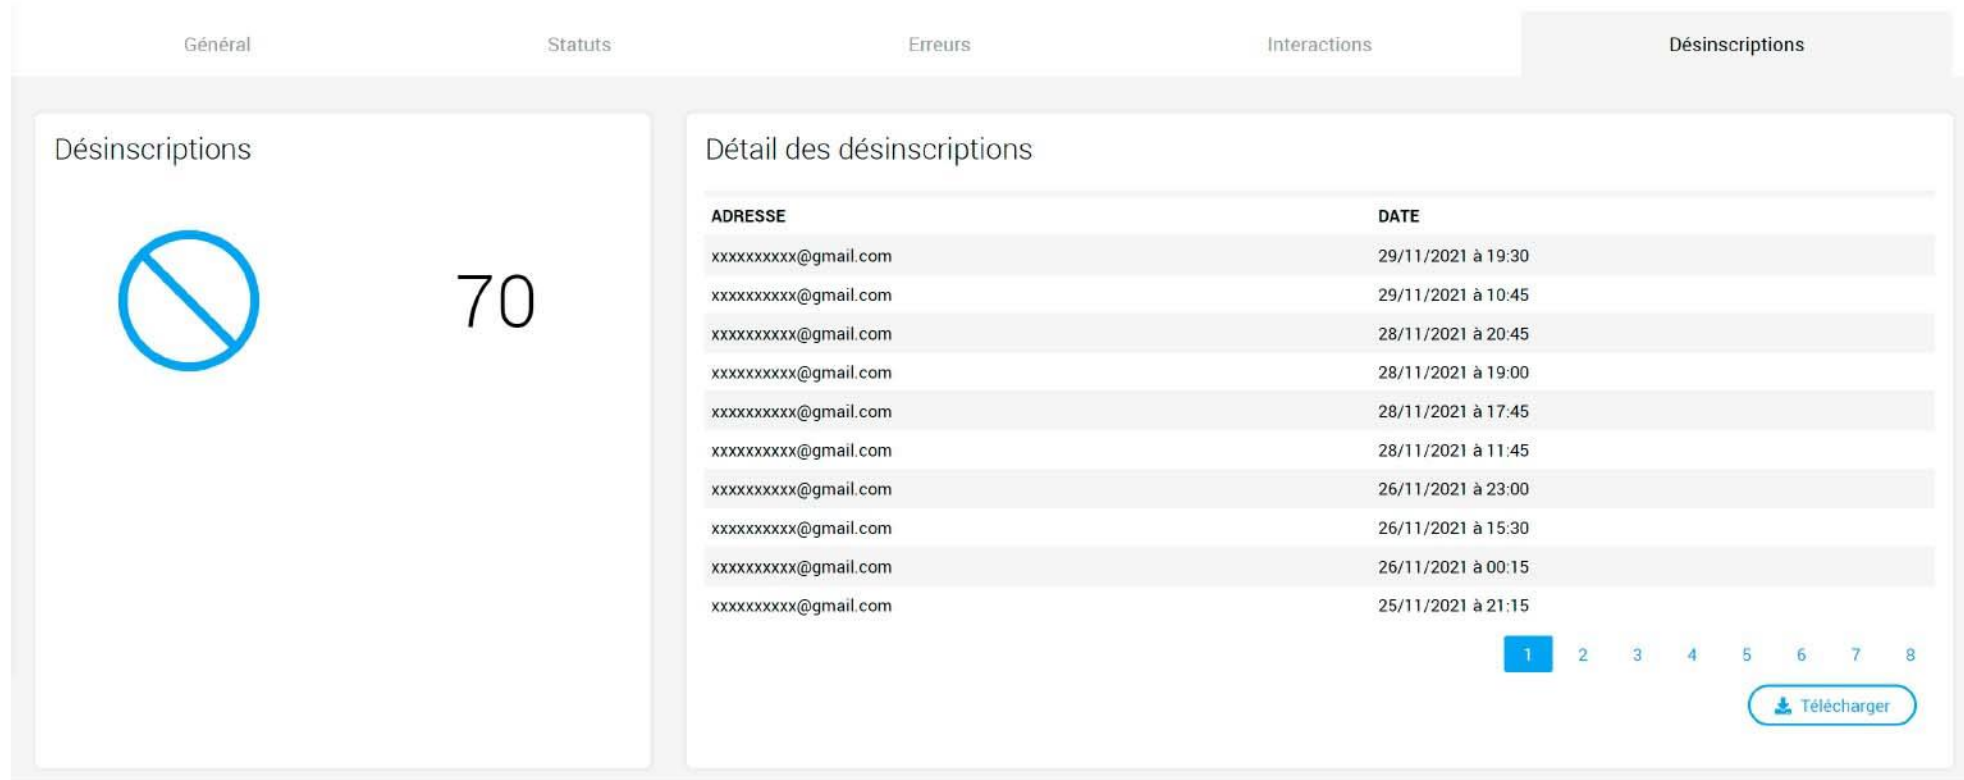 Général Statuts Erreurs Interactions Désinscriptions
Désinscriptions
70
Détail des désinscriptions
ADRESSE DATE
xxxxxxxxxx@gmail.com 29/11/2021 à 19:30
xxxxxxxxxx@gmail.com 29/11/2021 à 10:45
xxxxxxxxxx@gmail.com 28/11/2021 à 20:45
xxxxxxxxxx@gmail.com 28/11/2021 à 19:00
xxxxxxxxxx@gmail.com 28/11/2021 à 17:45
xxxxxxxxxx@gmail.com 28/11/2021 à 11:45
xxxxxxxxxx@gmail.com 26/11/2021 à 23:00
xxxxxxxxxx@gmail.com 26/11/2021 à 15:30
xxxxxxxxxx@gmail.com 26/11/2021 à 00:15
xxxxxxxxxx@gmail.com 25/11/2021 à 21:15
1 2 3 4 5 6 7 8
Télécharger